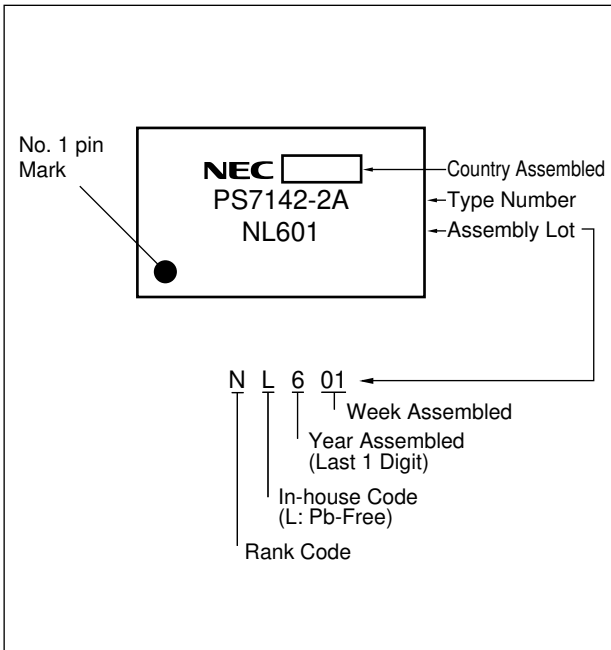 No. 1 pin
Mark
NEC
Country Assembled
PS7142-2A
Type Number
NL601
Assembly Lot
N L 6 01
Week Assembled
Year Assembled
(Last 1 Digit)
In-house Code
(L: Pb-Free)
Rank Code